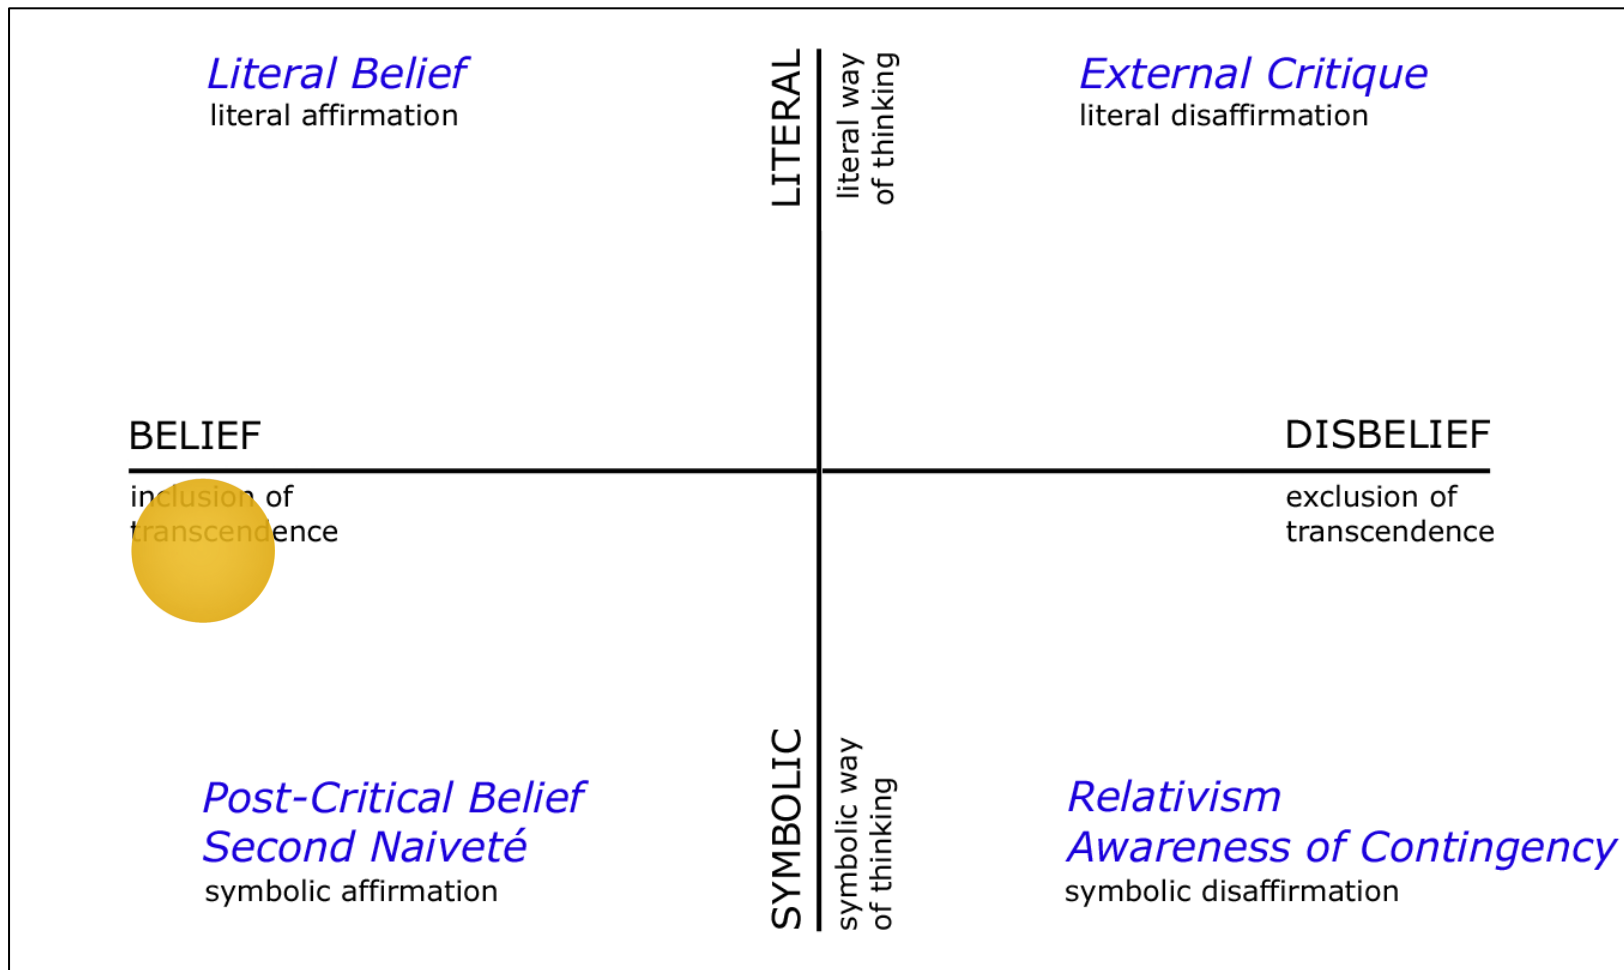 Literal Belief
literal affirmation
LITERAL
literal way
of thinking
External Critique
literal disaffirmation
BELIEF
inclusion of
transcendence
DISBELIEF
exclusion of
transcendence
Post-Critical Belief
Second Naiveté
symbolic affirmation
SYMBOLIC
symbolic way
of thinking
Relativism
Awareness of Contingency
symbolic disaffirmation